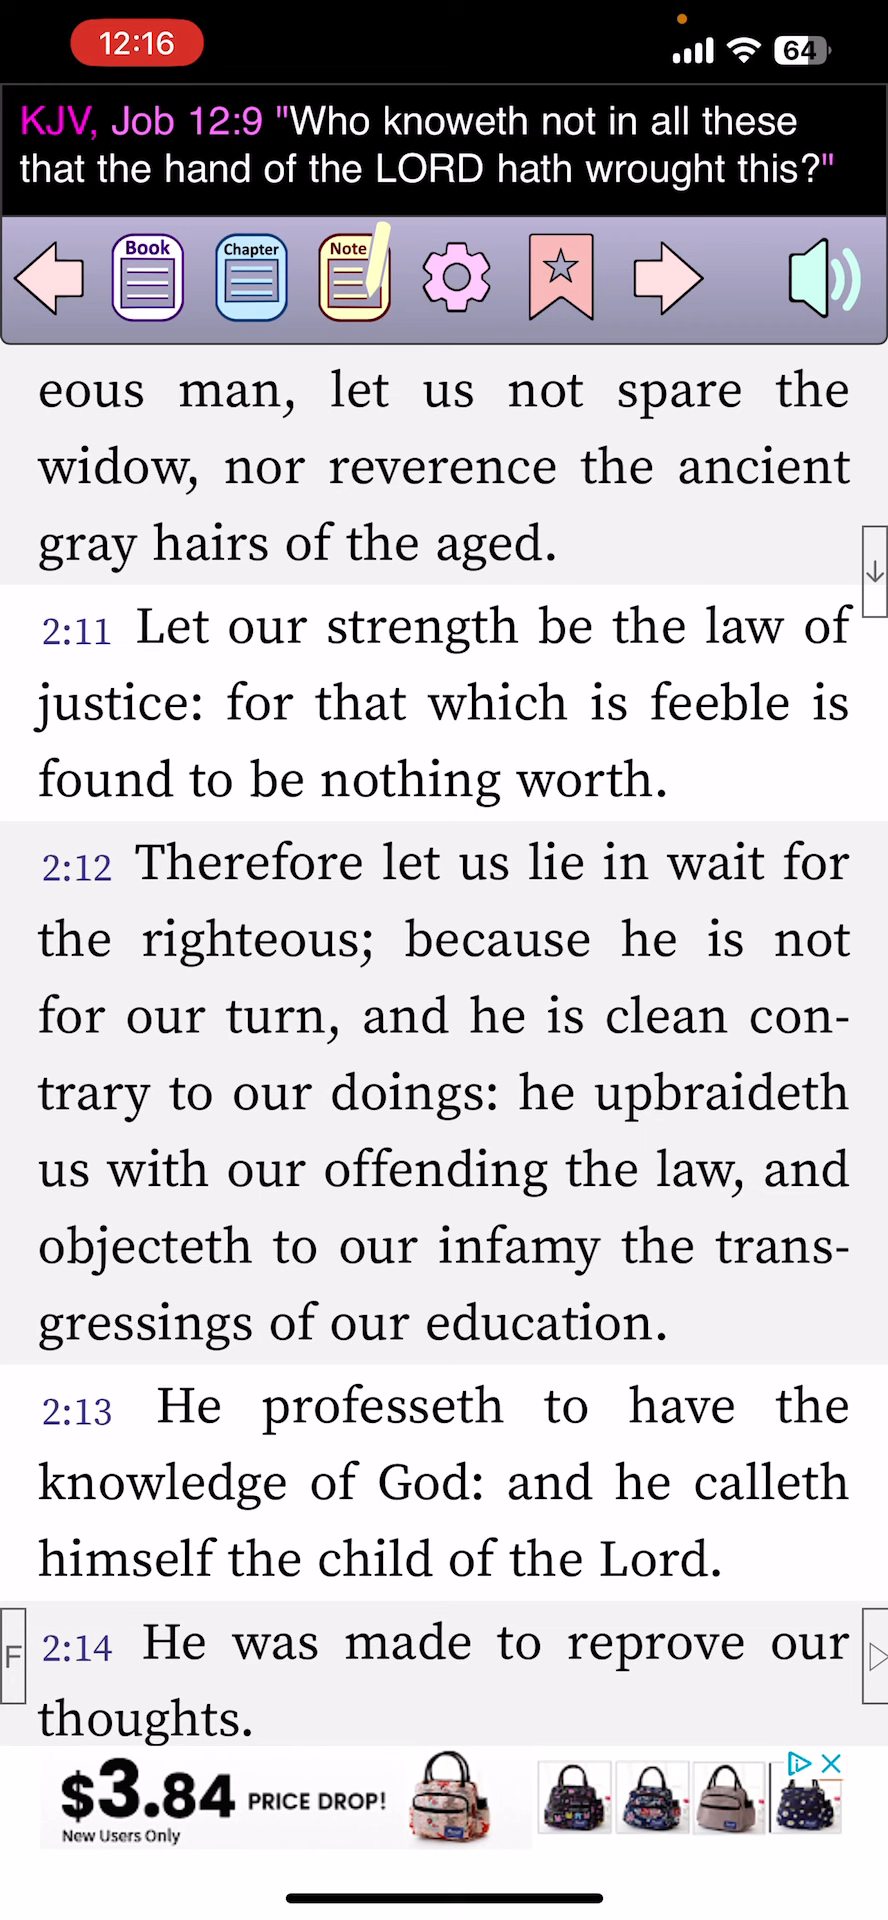 12:16
64
KJV, Job 12:9 "Who knoweth not in all these
that the hand of the LORD hath wrought this?"
Book
Chapter
Note
eous man, let us not spare the
widow, nor reverence the ancient
gray hairs of the aged.
2:11 Let our strength be the law of
justice: for that which is feeble is
found to be nothing worth.
2:12 Therefore let us lie in wait for
the righteous; because he is not
for our turn, and he is clean con-
trary to our doings: he upbraideth
us with our offending the law, and
objecteth to our infamy the trans-
gressings of our education.
2:13 He professeth to have the
knowledge of God: and he calleth
himself the child of the Lord.
F
2:14 He was made to reprove our
thoughts.
$3.84 PRICE DROP!
New Users Only